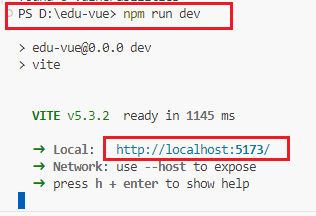 PS D:\edu-vue> npm run dev
> edu-vue@0.0.0 dev
> vite
VITE v5.3.2 ready in 1145 ms
➜ Local: http://localhost:5173/
➜ Network: use --host to expose
➜ press h + enter to show help